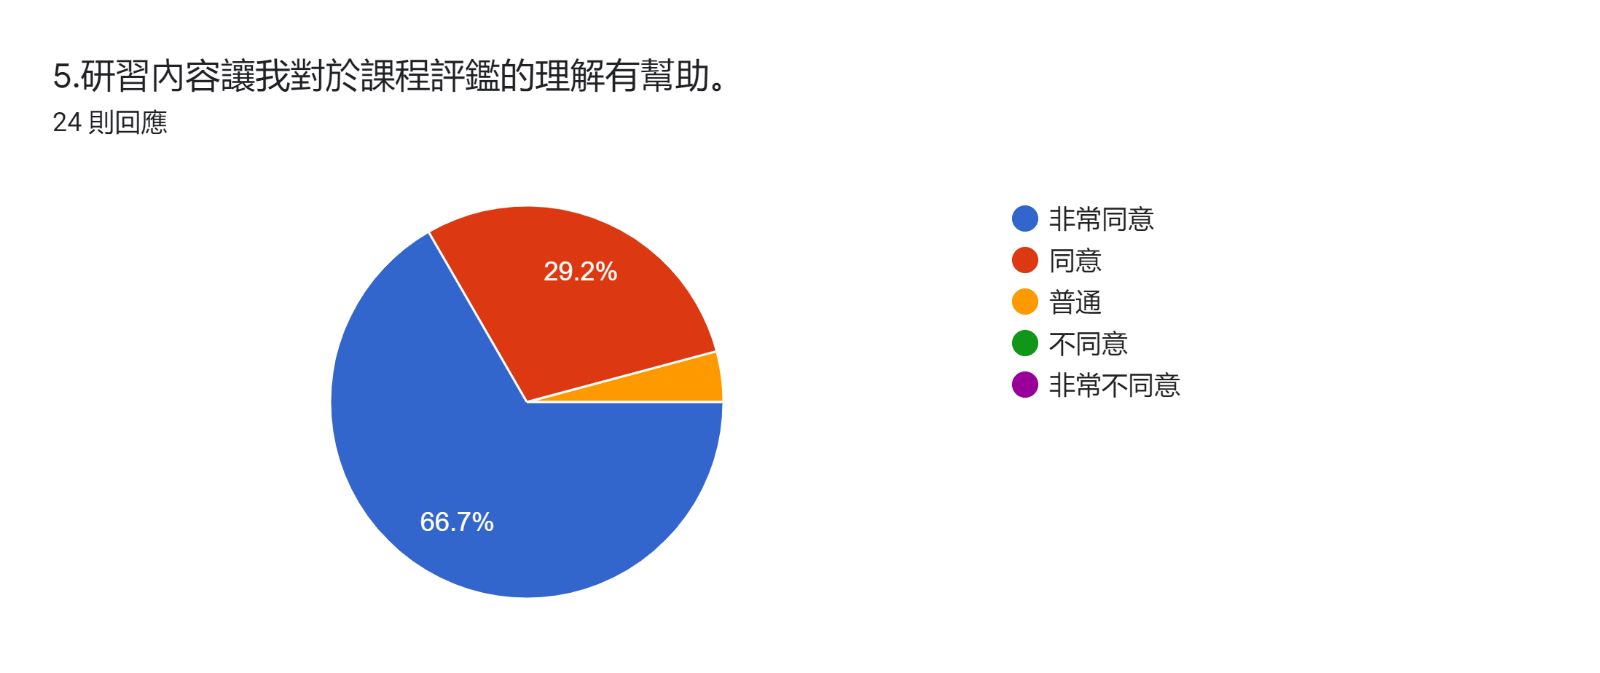 5.研習內容讓我對於課程評鑑的理解有幫助。
24 則回應
29.2%
66.7%
非常同意
同意
普通
不同意
非常不同意